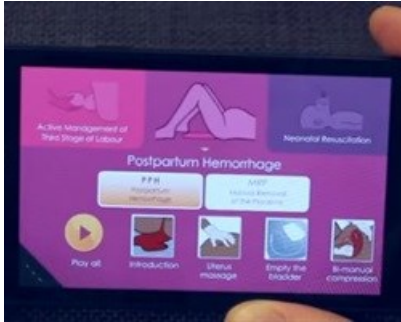 Active Management of
Third Stage of Labour
Neonatal Resuscitation
Postpartum Hemorrhage
PPH
Postpartum
Hemorrhage
MRP
Manual Removal
of the Placenta
Play all
Introduction
Uterus
massage
Empty the
bladder
Bi-manual
compression